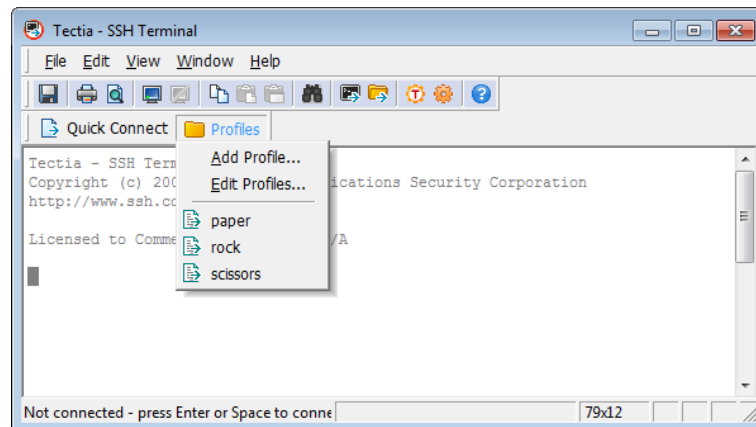 Tectia - SSH Terminal
File Edit View Window Help
Quick Connect Profiles
Add Profile...
Edit Profiles...
paper
rock
scissors
Tectia - SSH Term
Copyright (c) 200 ications Security Corporation
http://www.ssh.co
Licensed to Comme /A
Not connected - press Enter or Space to conne
79x12